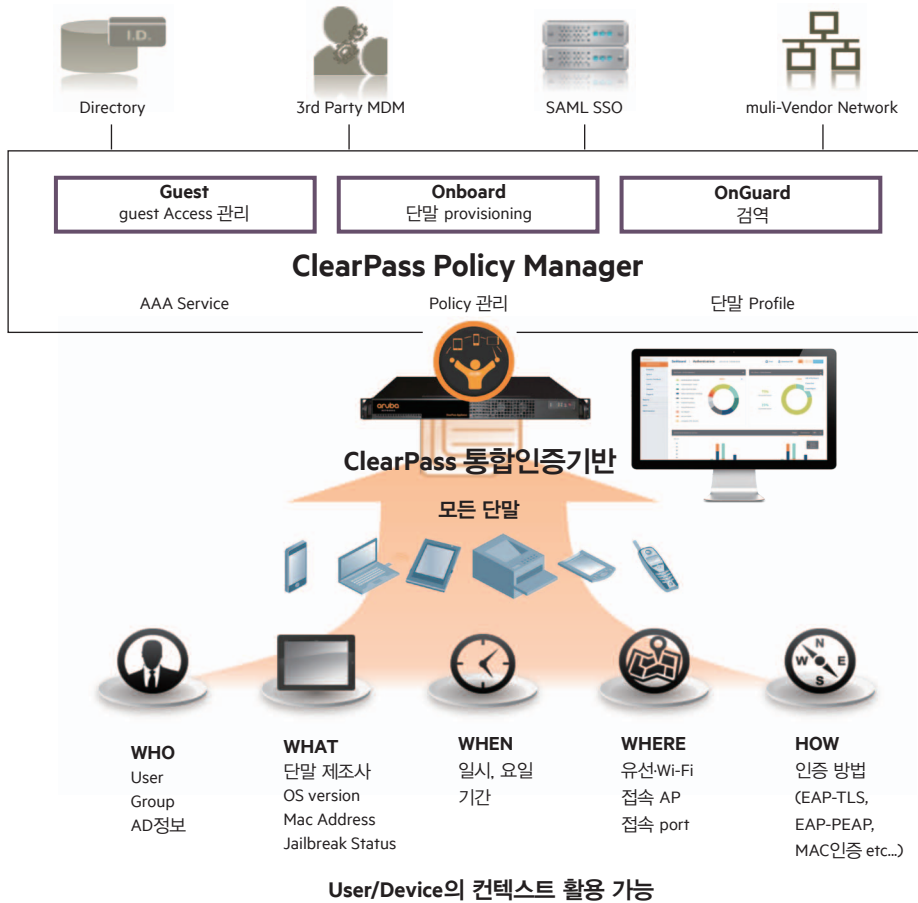 I.D.
Directory
3rd Party MDM
SAML SSO
muli-Vendor Network
Guest
guest Access 관리
Onboard
단말 provisioning
OnGuard
검역
ClearPass Policy Manager
AAA Service
Policy 관리
단말 Profile
aruba
ClearPass 통합인증기반
모든 단말
N
W
E
S
WHO
User
Group
AD정보
WHAT
단말 제조사
OS version
Mac Address
Jailbreak Status
WHEN
일시, 요일
기간
WHERE
유선·Wi-Fi
접속 AP
접속 port
HOW
인증 방법
(EAP-TLS,
EAP-PEAP,
MAC인증 etc...)
User/Device의 컨텍스트 활용 가능